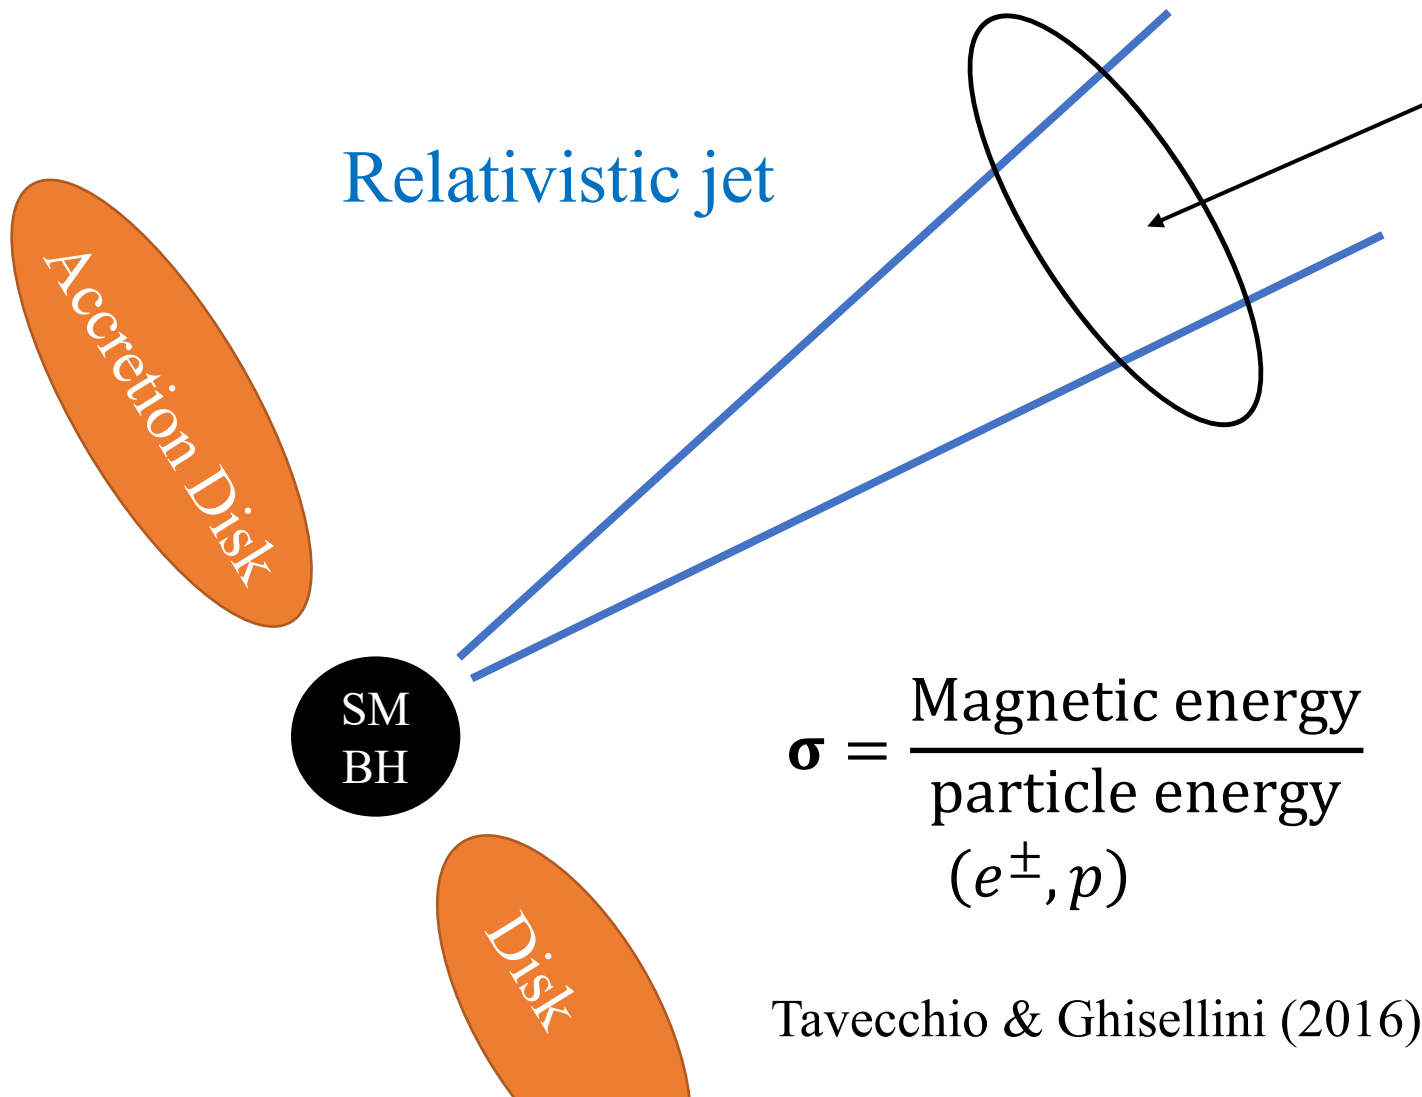 Relativistic jet
Accretion Disk
SM
BH
Disk
𝛔 = Magnetic energy
particle energy
(𝑒±, 𝑝)
Tavecchio & Ghisellini (2016)